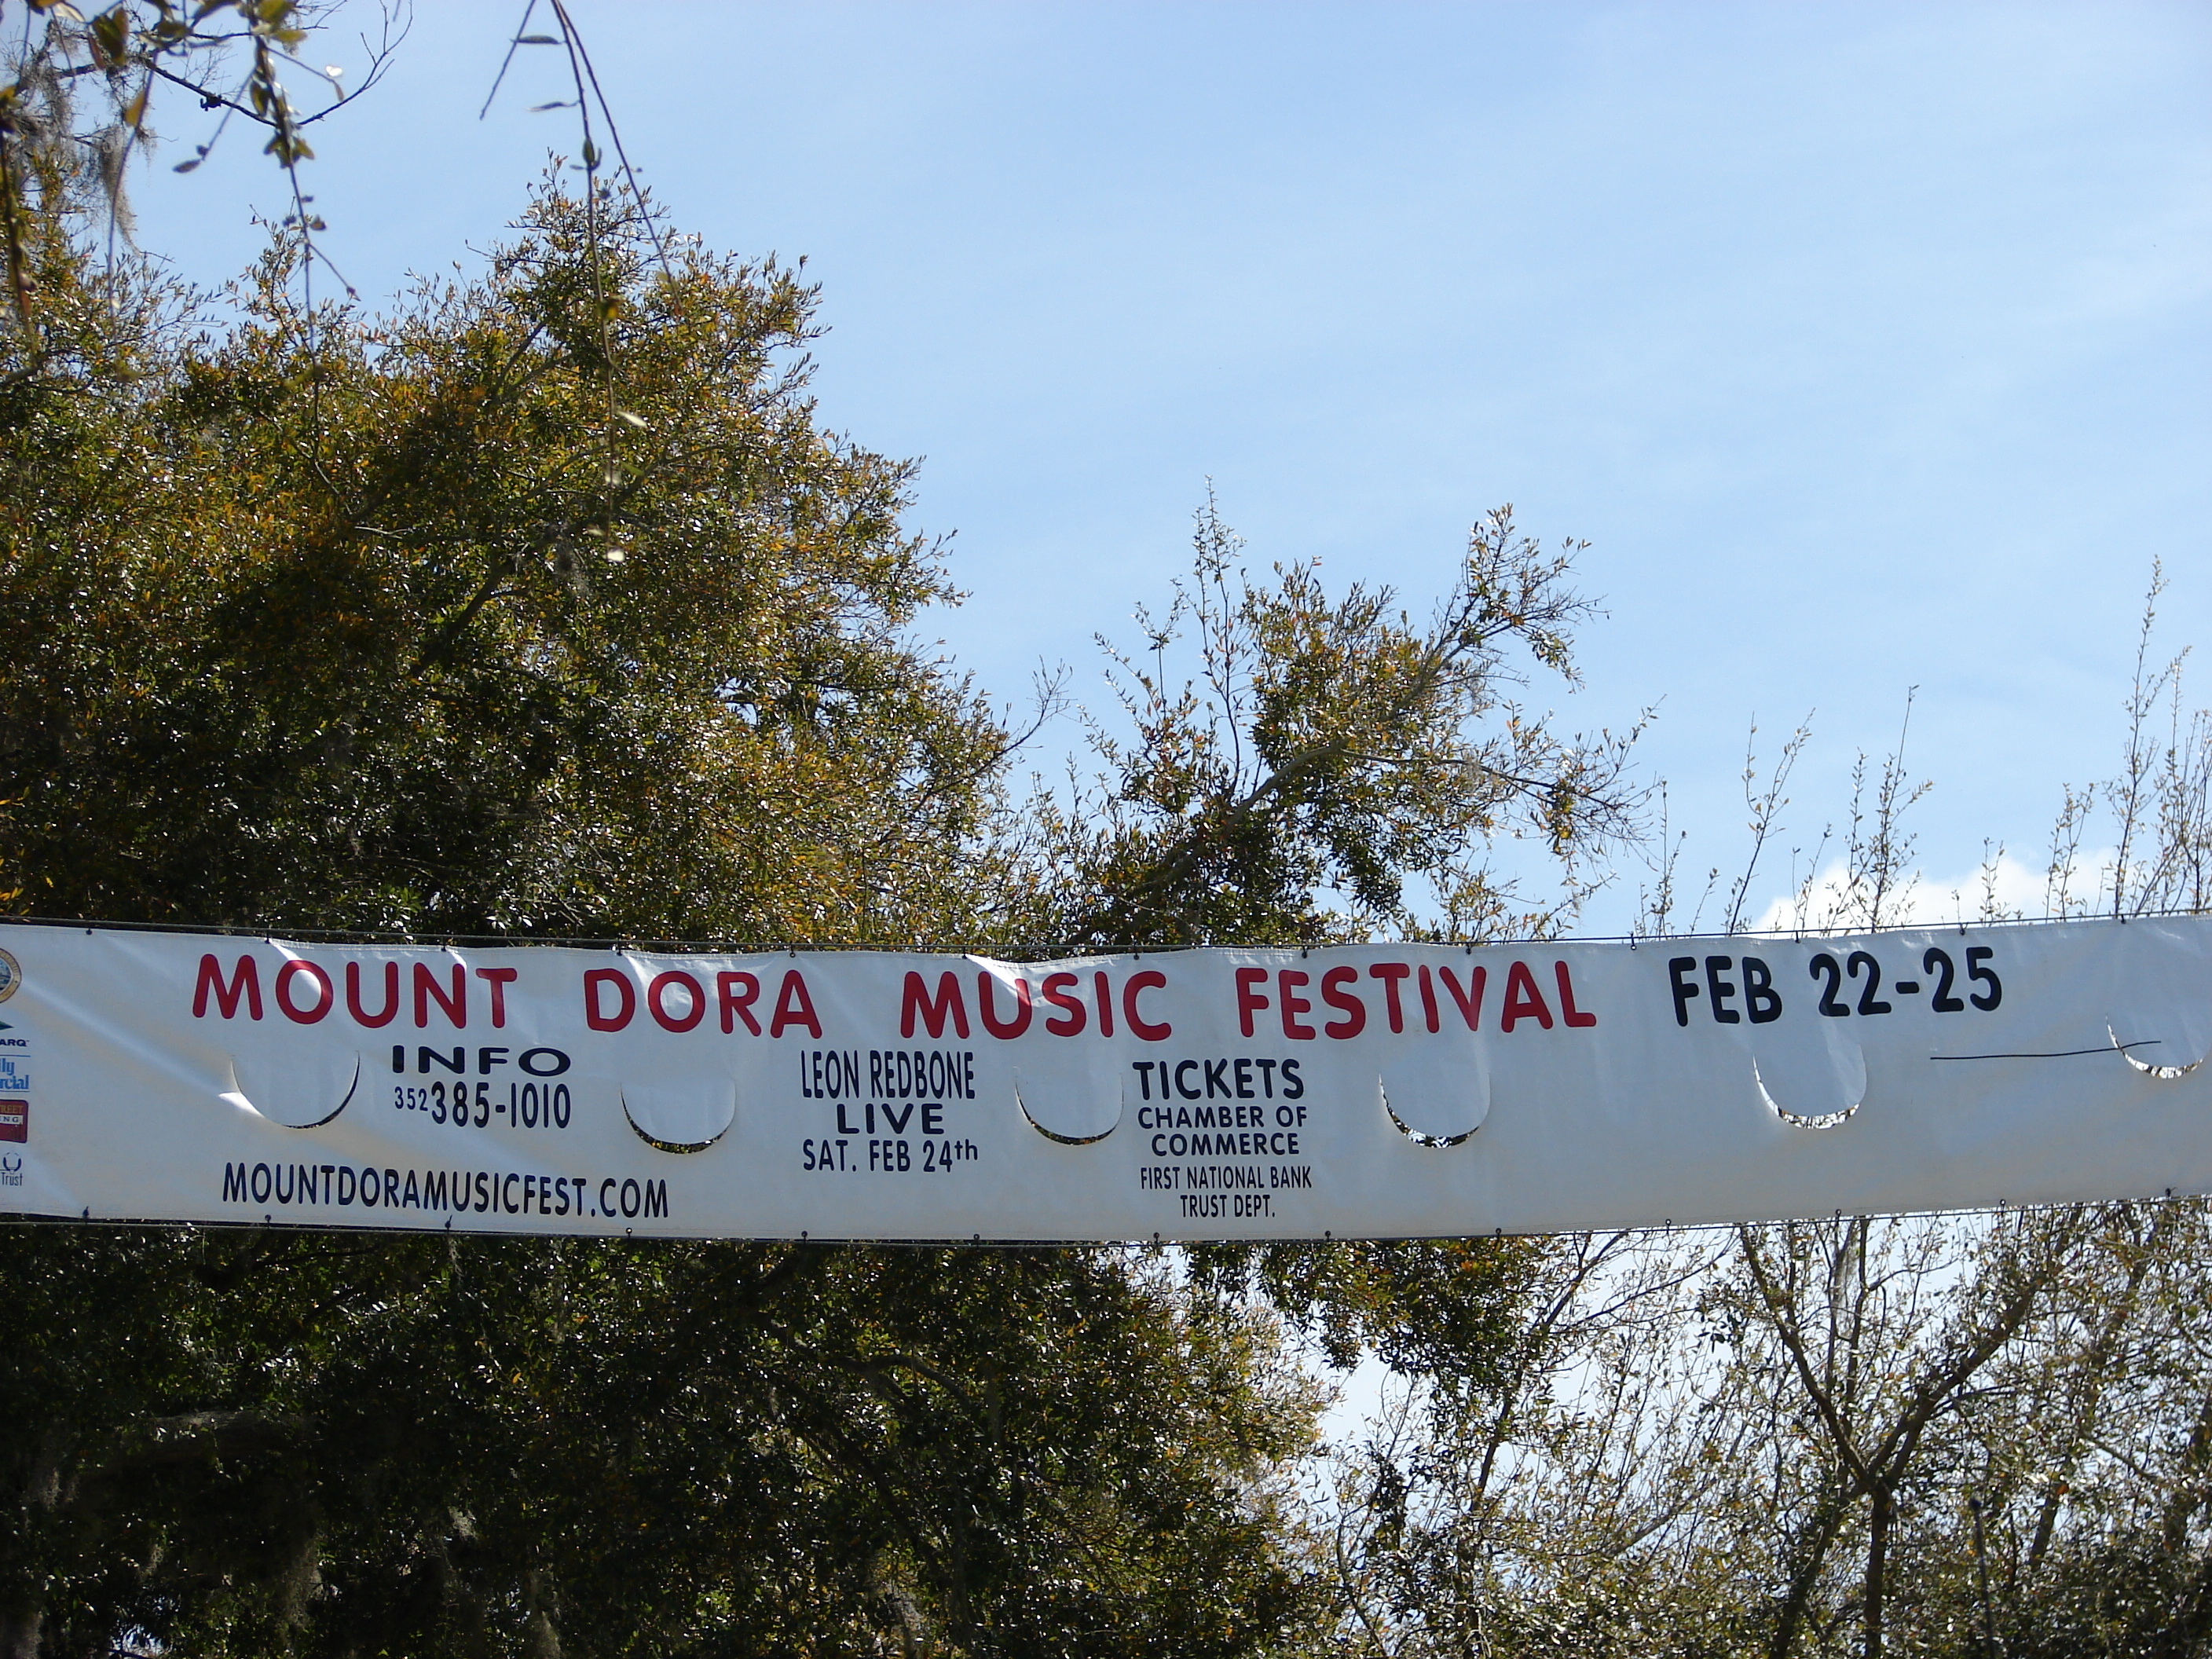 MOUNT DORA MUSIC FESTIVAL FEB 22-25
INFO
352 385-1010
MOUNTDORAMUSICFEST.COM
LEON REDBONE
LIVE
SAT. FEB 24th
TICKETS
CHAMBER OF
COMMERCE
FIRST NATIONAL BANK
TRUST DEPT.
Trust